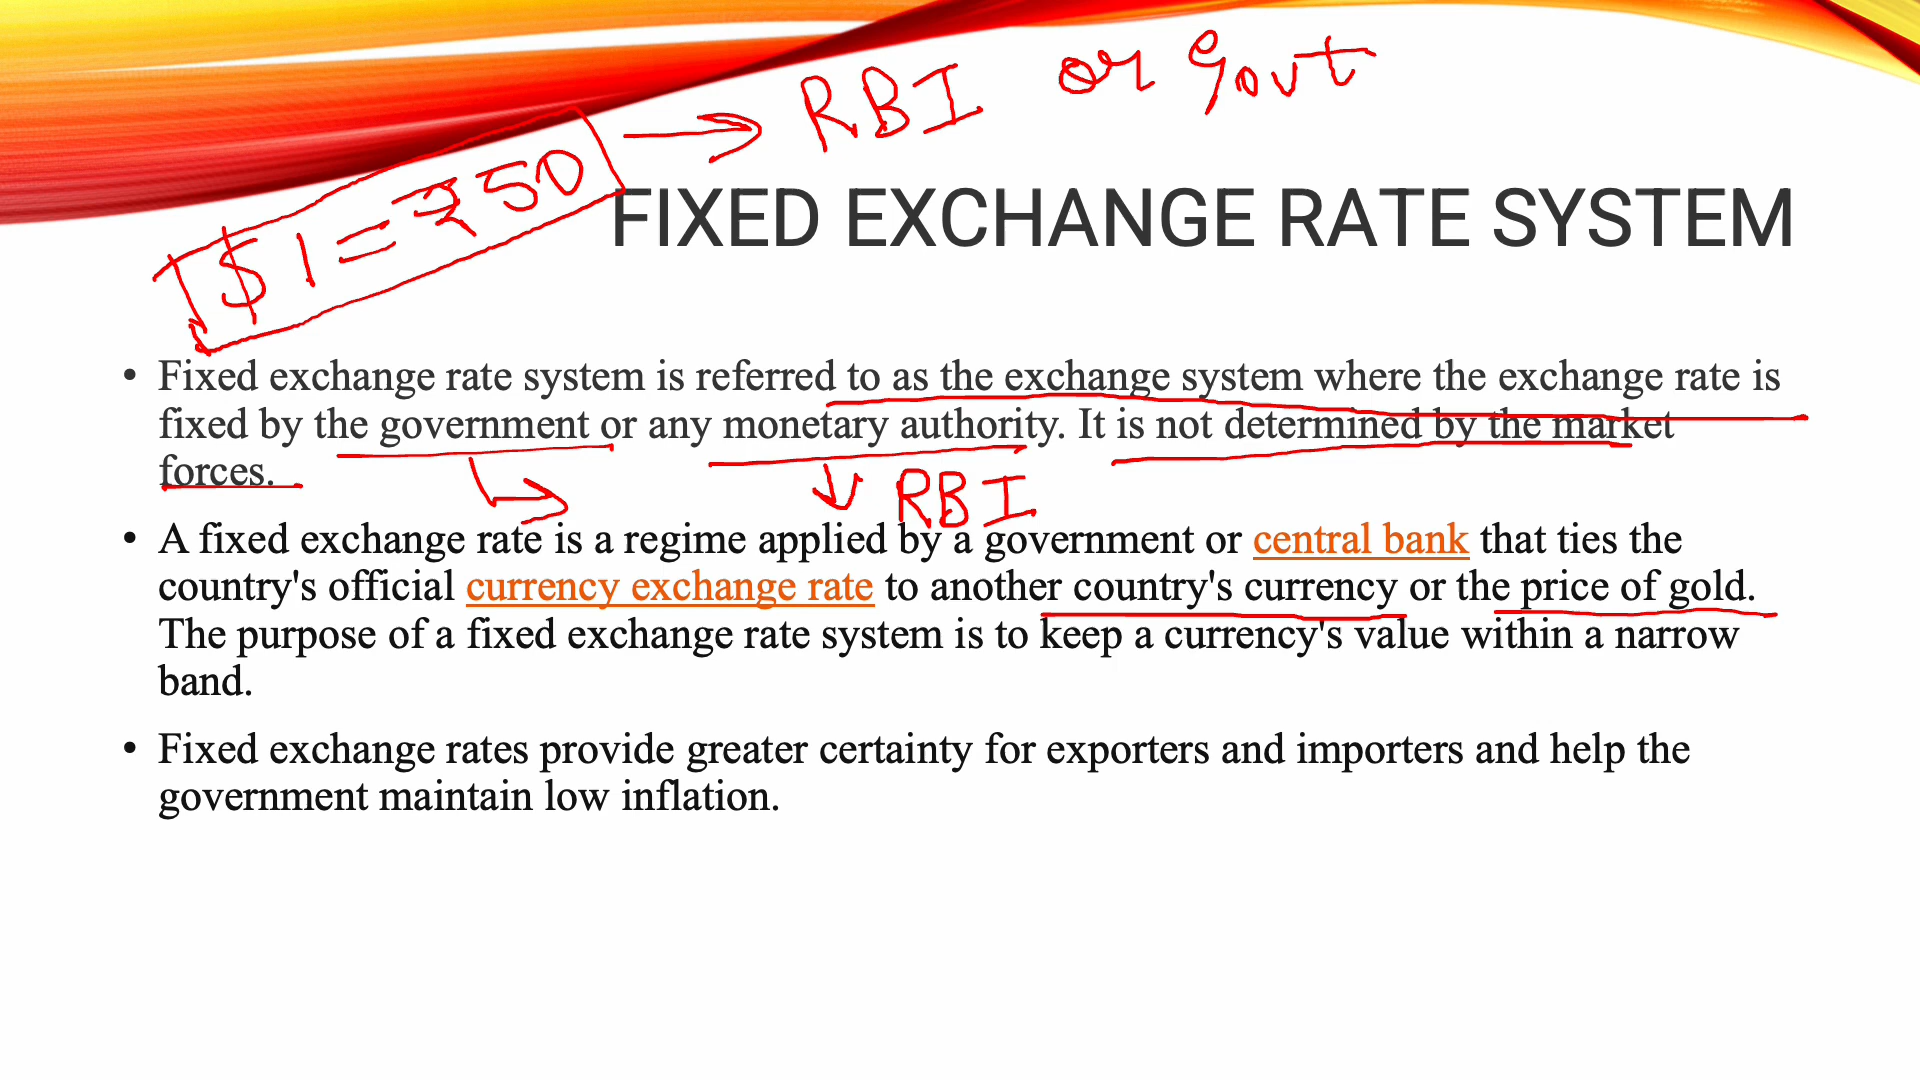 $1 = ₹50 → RBI or Govt
FIXED EXCHANGE RATE SYSTEM
• Fixed exchange rate system is referred to as the exchange system where the exchange rate is
fixed by the government or any monetary authority. It is not determined by the market
forces.
RBI
• A fixed exchange rate is a regime applied by a government or central bank that ties the
country's official currency exchange rate to another country's currency or the price of gold.
The purpose of a fixed exchange rate system is to keep a currency's value within a narrow
band.
• Fixed exchange rates provide greater certainty for exporters and importers and help the
government maintain low inflation.